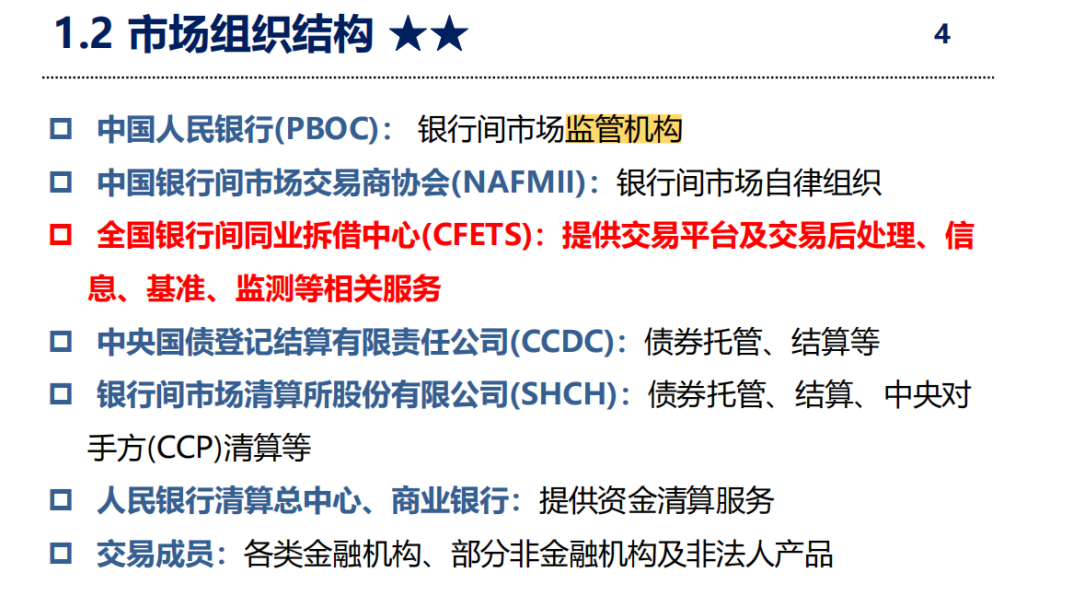 1.2 市场组织结构 ★★
4
中国人民银行(PBOC)： 银行间市场监管机构
中国银行间市场交易商协会(NAFMII)：银行间市场自律组织
全国银行间同业拆借中心(CFETS)：提供交易平台及交易后处理、信
息、基准、监测等相关服务
中央国债登记结算有限责任公司(CCDC)：债券托管、结算等
银行间市场清算所股份有限公司(SHCH)：债券托管、结算、中央对
手方(CCP)清算等
人民银行清算总中心、商业银行：提供资金清算服务
交易成员：各类金融机构、部分非金融机构及非法人产品